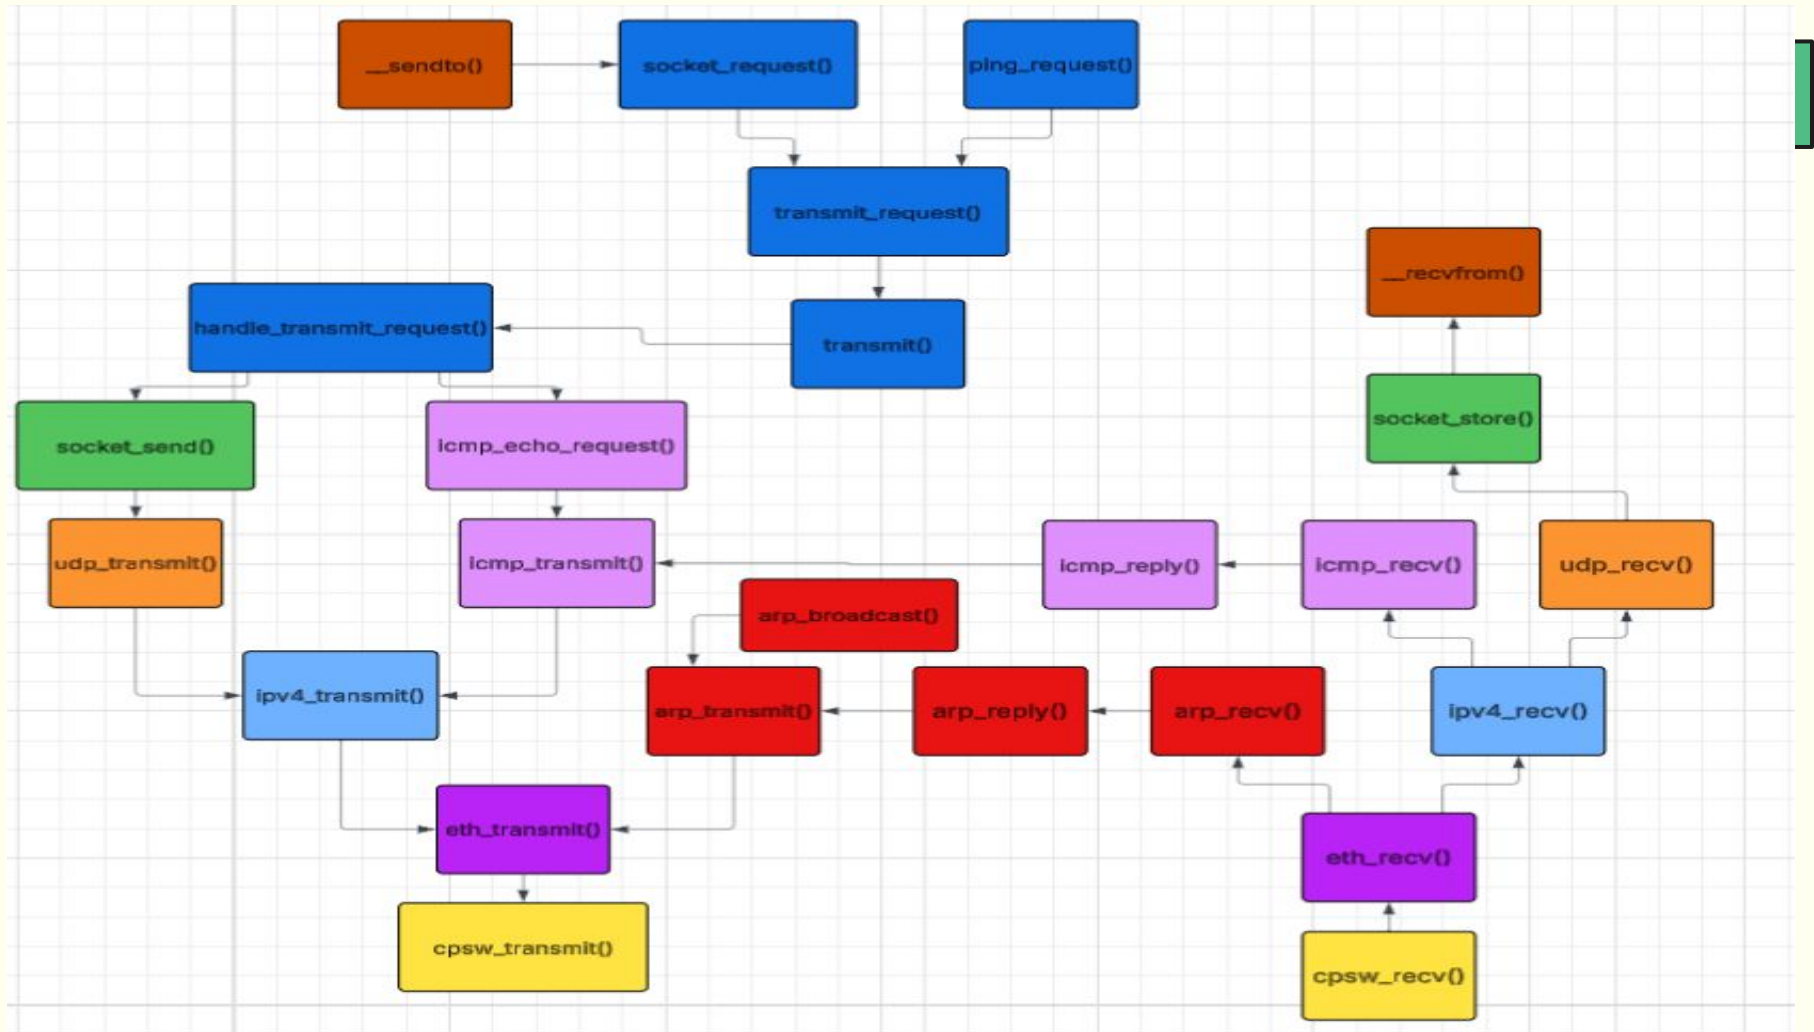 __sendto()
socket_request()
ping_request()
transmit_request()
__recvfrom()
handle_transmit_request()
transmit()
socket_store()
socket_send()
icmp_echo_request()
udp_transmit()
icmp_transmit()
icmp_reply()
icmp_recv()
udp_recv()
arp_broadcast()
ipv4_transmit()
arp_transmit()
arp_reply()
arp_recv()
ipv4_recv()
eth_transmit()
eth_recv()
cpsw_transmit()
cpsw_recv()